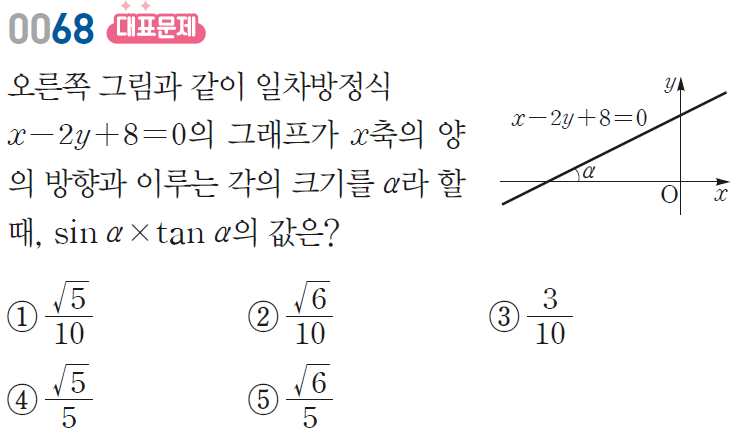 0068 대표문제
오른쪽 그림과 같이 일차방정식
x-2y+8=0의 그래프가 x축의 양
의 방향과 이루는 각의 크기를 α라 할
때, sin α×tan α의 값은?
y
x-2y+8=0
α
O x
① √5/10 ② √6/10 ③ 3/10
④ √5/5 ⑤ √6/5